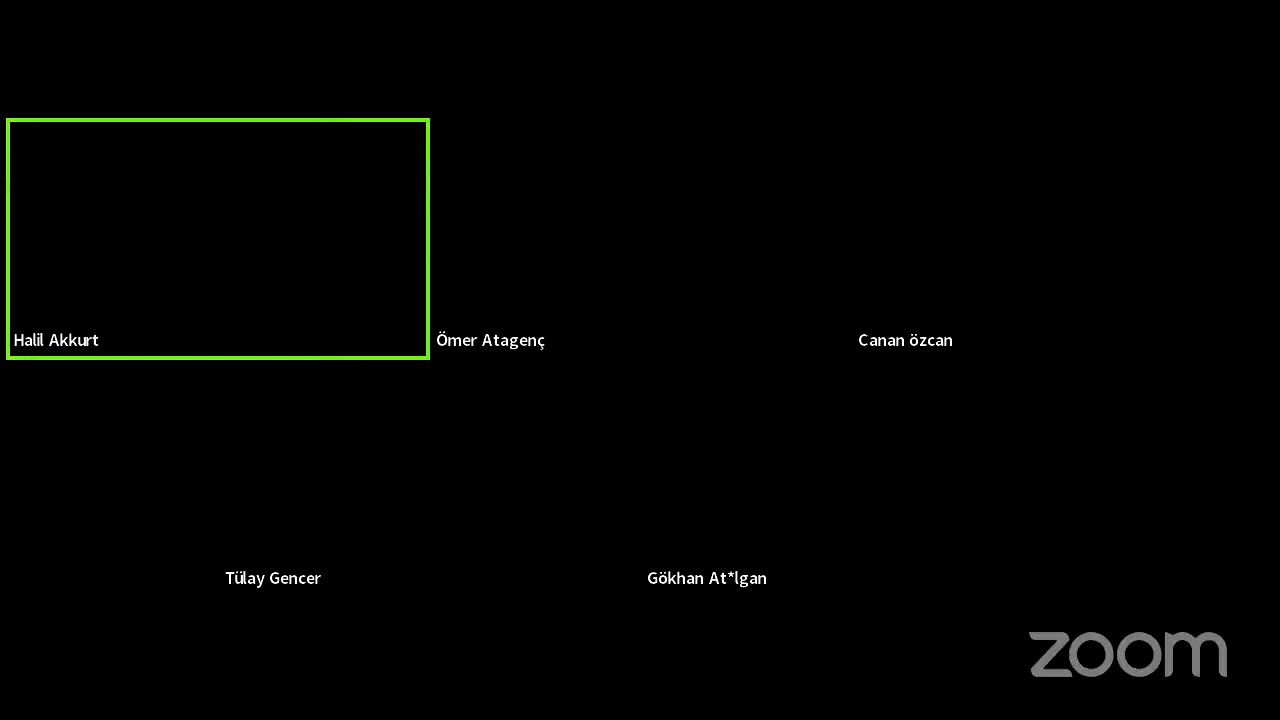 Halil Akkurt
Ömer Atagenç
Canan özcan
Tülay Gencer
Gökhan At*lgan
zoom